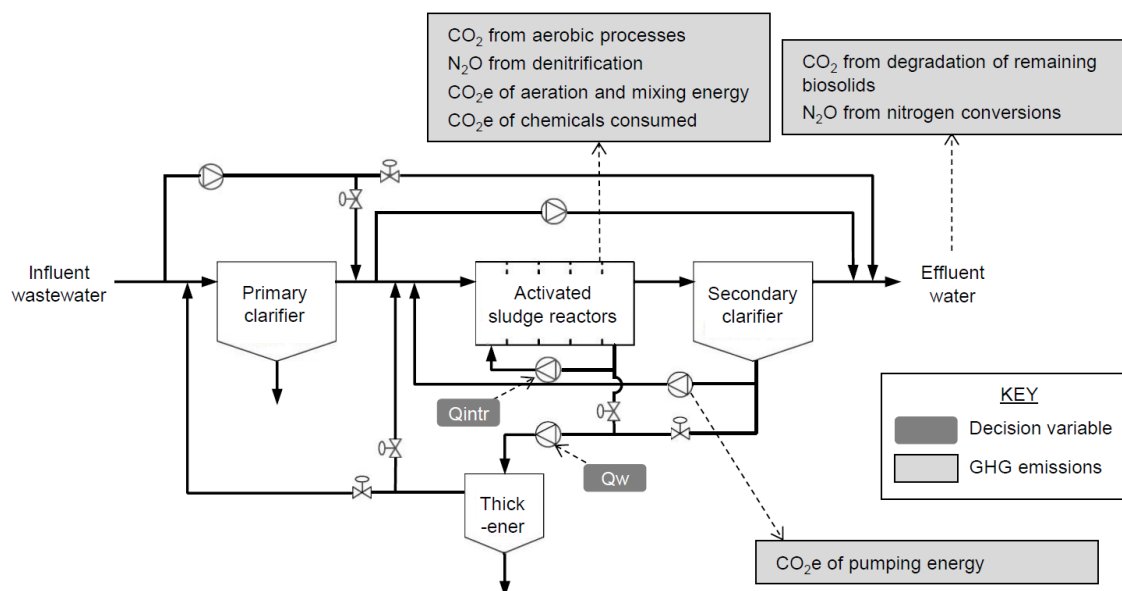 CO₂ from aerobic processes
N₂O from denitrification
CO₂e of aeration and mixing energy
CO₂e of chemicals consumed
CO₂ from degradation of remaining
biosolids
N₂O from nitrogen conversions
Influent
wastewater
Primary
clarifier
Activated
sludge reactors
Secondary
clarifier
Effluent
water
Qintr
Qw
Thick
-ener
KEY
Decision variable
GHG emissions
CO₂e of pumping energy